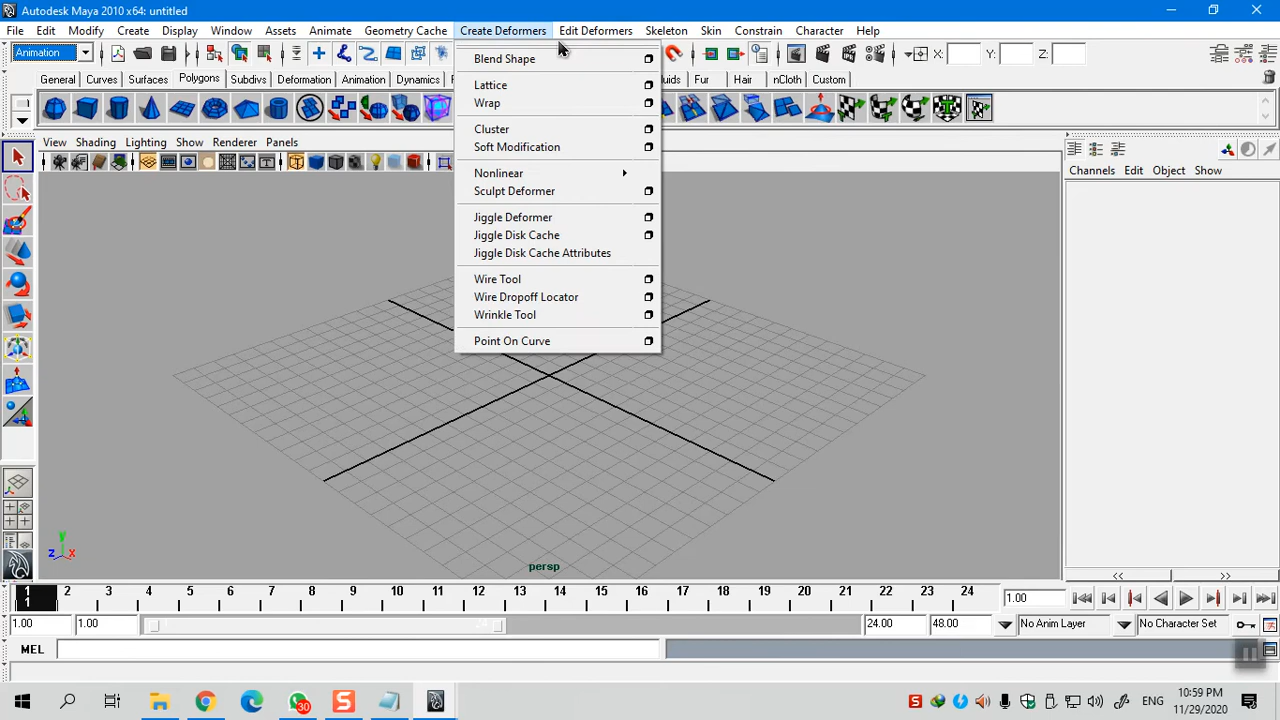 Autodesk Maya 2010 x64: untitled
File Edit Modify Create Display Window Assets Animate Geometry Cache Create Deformers Edit Deformers Skeleton Skin Constrain Character Help
Animation
X: Y: Z:
General Curves Surfaces Polygons Subdivs Deformation Animation Dynamics Fur Hair nCloth Custom
View Shading Lighting Show Renderer Panels
Blend Shape
Lattice
Wrap
Cluster
Soft Modification
Nonlinear
Sculpt Deformer
Jiggle Deformer
Jiggle Disk Cache
Jiggle Disk Cache Attributes
Wire Tool
Wire Dropoff Locator
Wrinkle Tool
Point On Curve
Channels Edit Object Show
y
z x
persp
<< >>
1 2 3 4 5 6 7 8 9 10 11 12 13 14 15 16 17 18 19 20 21 22 23 24
1 1.00
1.00 1.00 24.00 48.00 No Anim Layer No Character Set
MEL
30 ENG 10:59 PM
11/29/2020